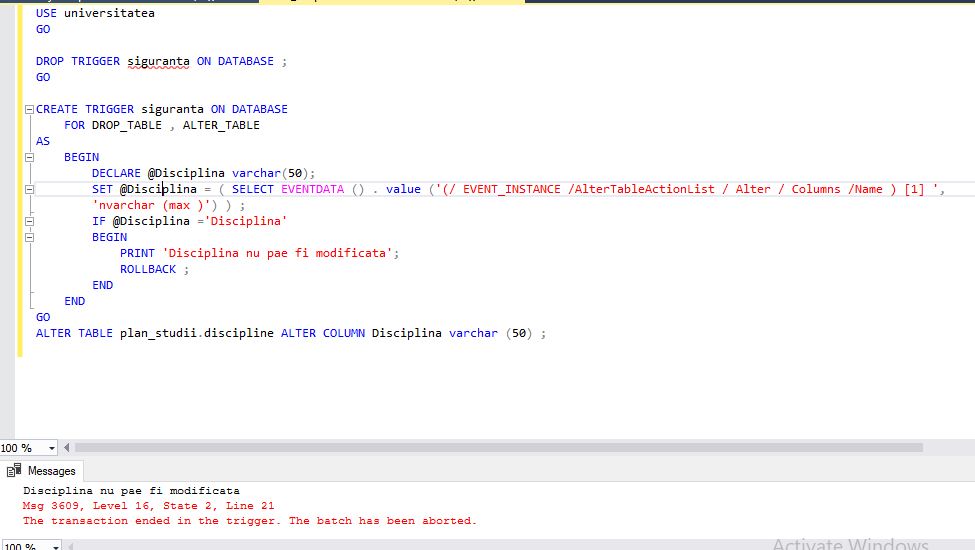 USE universitatea
GO
DROP TRIGGER siguranta ON DATABASE ;
GO
CREATE TRIGGER siguranta ON DATABASE
FOR DROP_TABLE , ALTER_TABLE
AS
BEGIN
DECLARE @Disciplina varchar(50);
SET @Disciplina = ( SELECT EVENTDATA () . value ('(/ EVENT_INSTANCE /AlterTableActionList / Alter / Columns /Name ) [1] ',
'nvarchar (max )') ) ;
IF @Disciplina ='Disciplina'
BEGIN
PRINT 'Disciplina nu pae fi modificata';
ROLLBACK ;
END
END
GO
ALTER TABLE plan_studii.discipline ALTER COLUMN Disciplina varchar (50) ;
100 %
Messages
Disciplina nu pae fi modificata
Msg 3609, Level 16, State 2, Line 21
The transaction ended in the trigger. The batch has been aborted.
100 %
Activate Windows